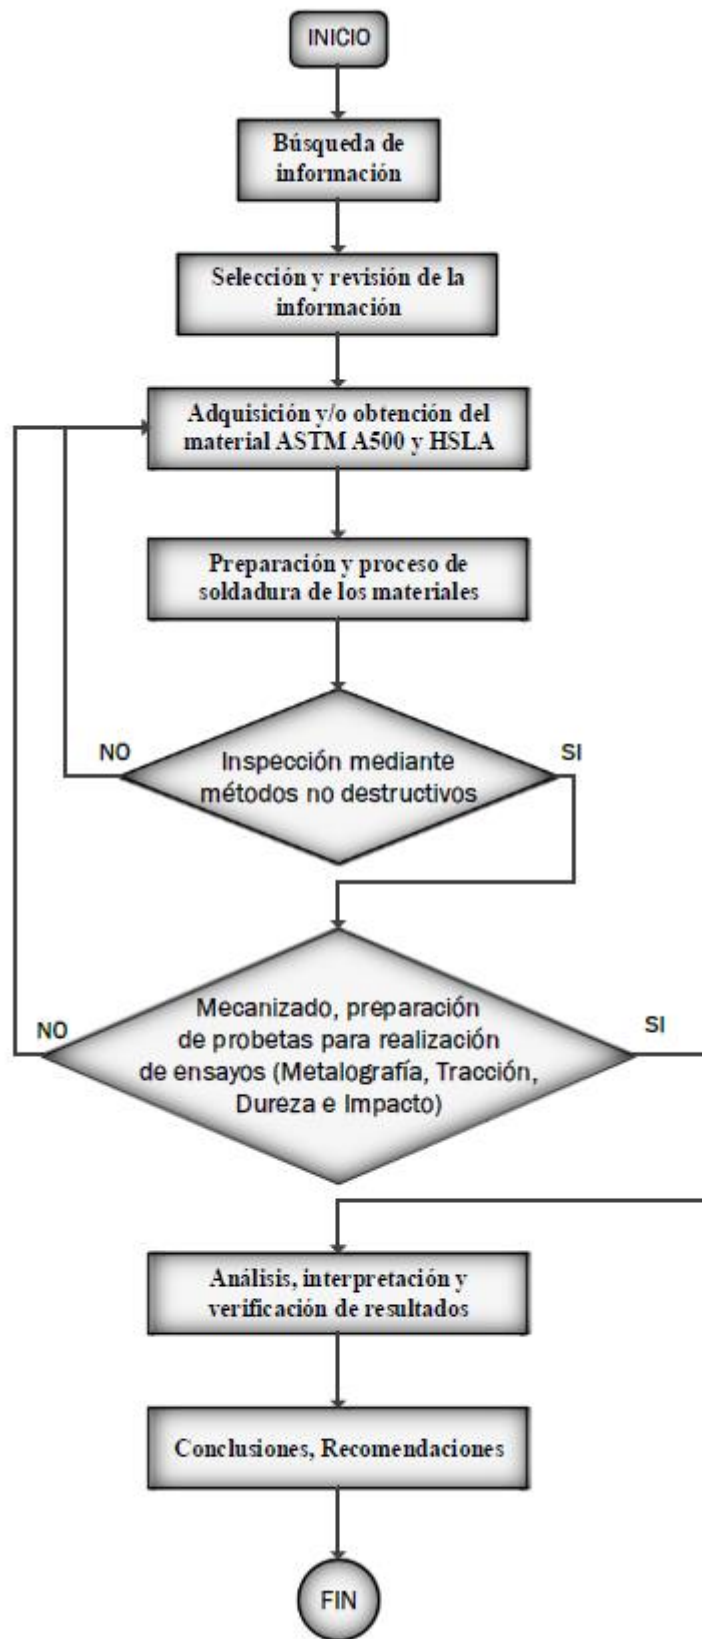 INICIO
Búsqueda de
información
Selección y revisión de la
información
Adquisición y/o obtención del
material ASTM A500 y HSLA
Preparación y proceso de
soldadura de los materiales
NO
SI
Inspección mediante
métodos no destructivos
NO
SI
Mecanizado, preparación
de probetas para realización
de ensayos (Metalografía, Tracción,
Dureza e Impacto)
Análisis, interpretación y
verificación de resultados
Conclusiones, Recomendaciones
FIN